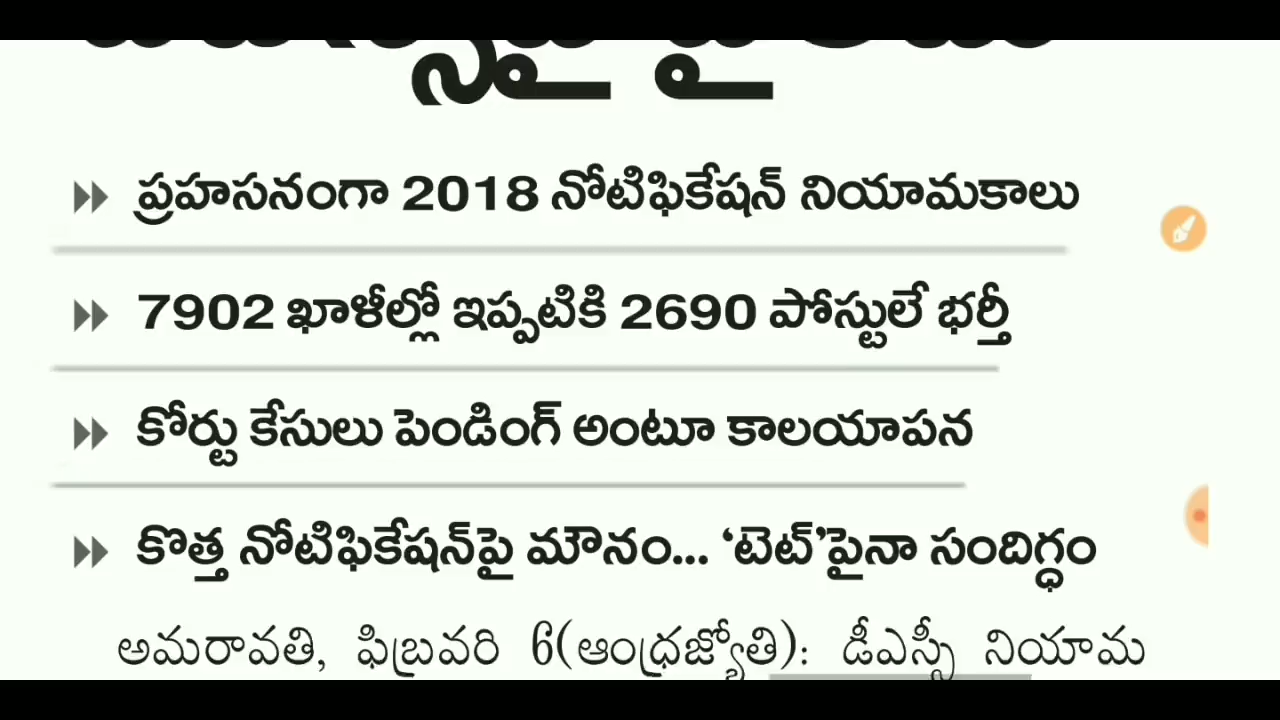 ప్రహసనంగా 2018 నోటిఫికేషన్ నియామకాలు
7902 ఖాళీల్లో ఇప్పటికి 2690 పోస్టులే భర్తీ
కోర్టు కేసులు పెండింగ్ అంటూ కాలయాపన
కొత్త నోటిఫికేషన్‌పై మౌనం... ‘టెట్’పైనా సందిగ్ధం
అమరావతి, ఫిబ్రవరి 6(ఆంధ్రజ్యోతి): డీఎస్సీ నియామ